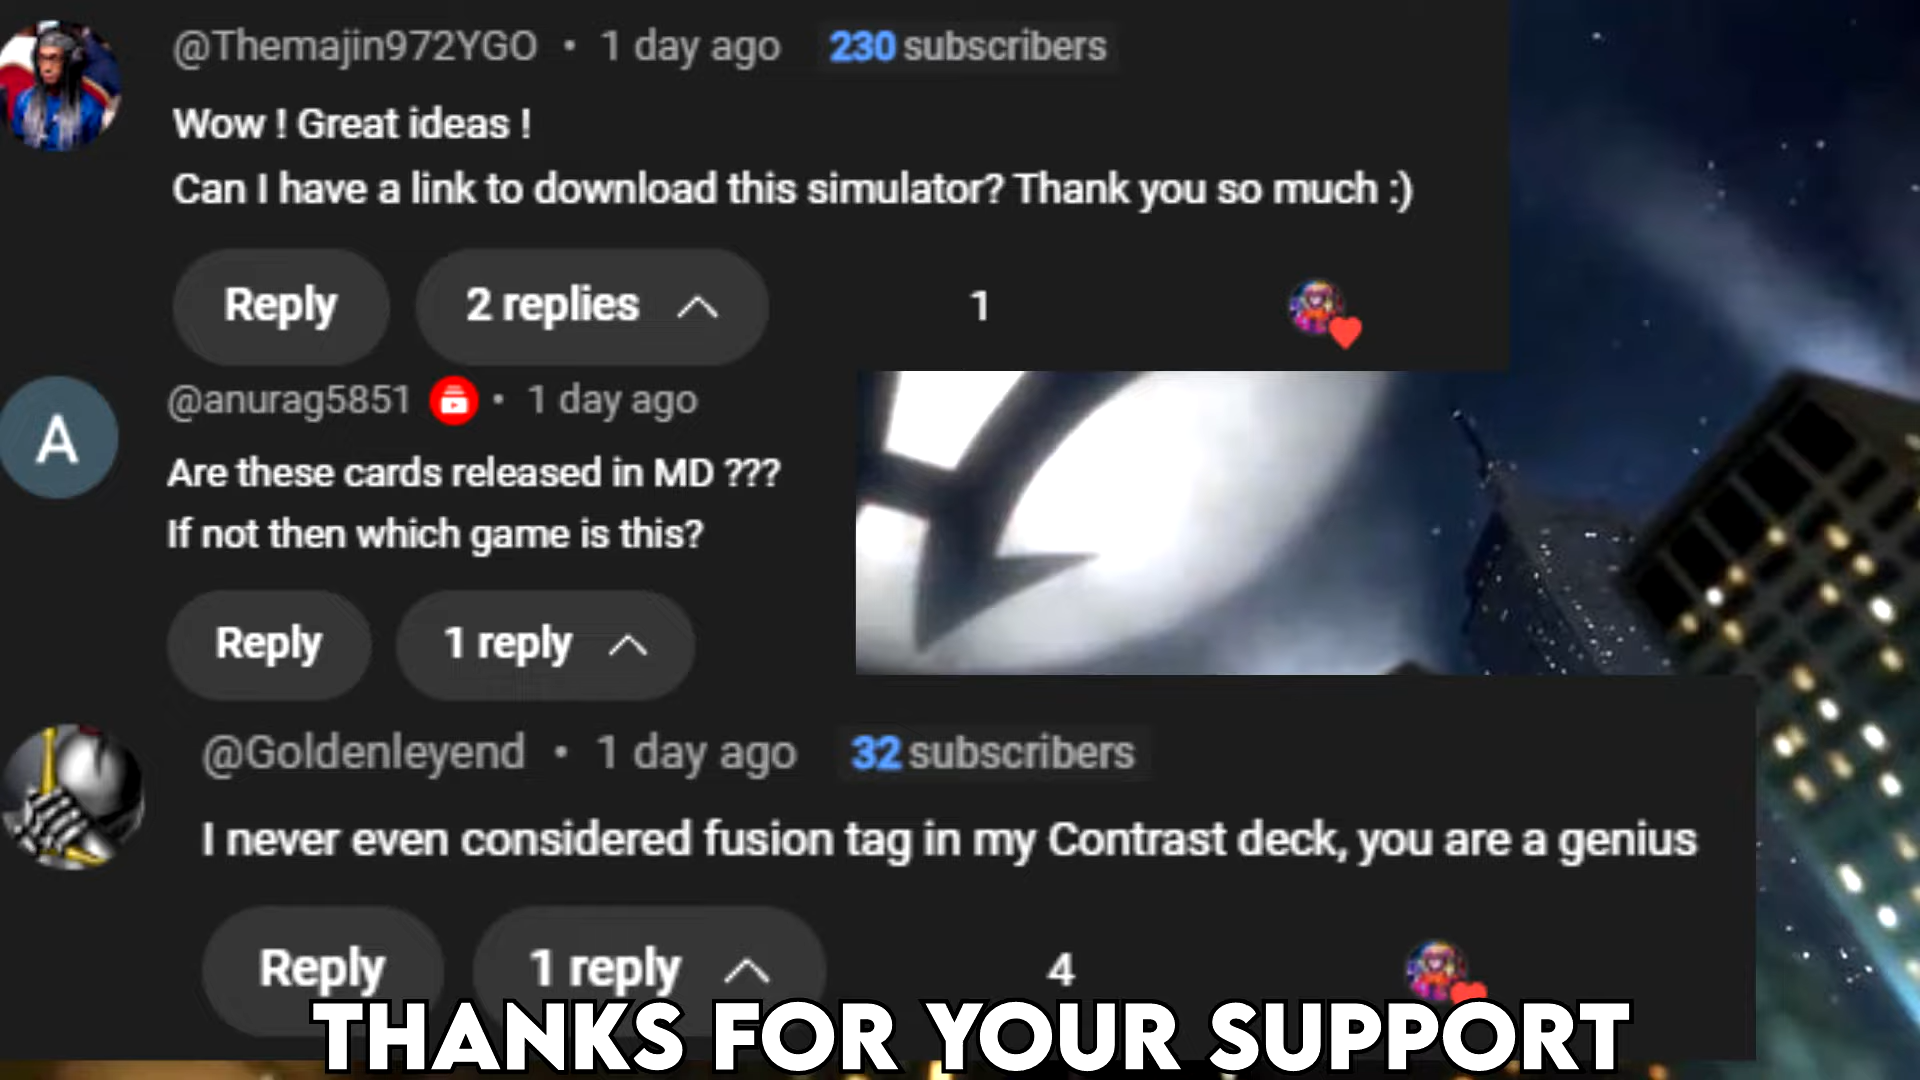 @Themajin972YGO • 1 day ago 230 subscribers
Wow ! Great ideas !
Can I have a link to download this simulator? Thank you so much :)
Reply 2 replies 1
A
@anurag5851 • 1 day ago
Are these cards released in MD ???
If not then which game is this?
Reply 1 reply
@Goldenleyend • 1 day ago 32 subscribers
I never even considered fusion tag in my Contrast deck, you are a genius
Reply 1 reply 4
THANKS FOR YOUR SUPPORT